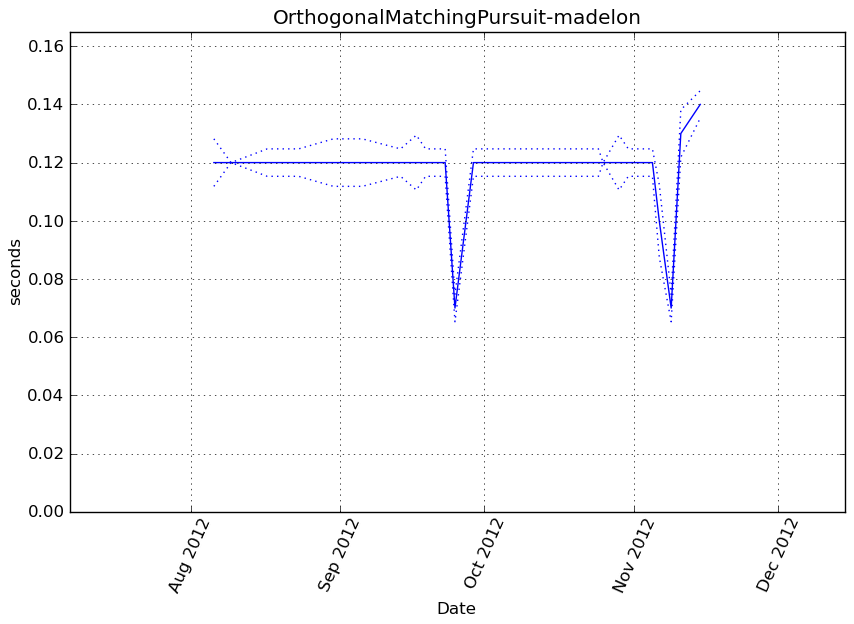 OrthogonalMatchingPursuit-madelon
0.16
0.14
0.12
0.10
0.08
0.06
0.04
0.02
0.00
seconds
Aug 2012
Sep 2012
Oct 2012
Nov 2012
Dec 2012
Date